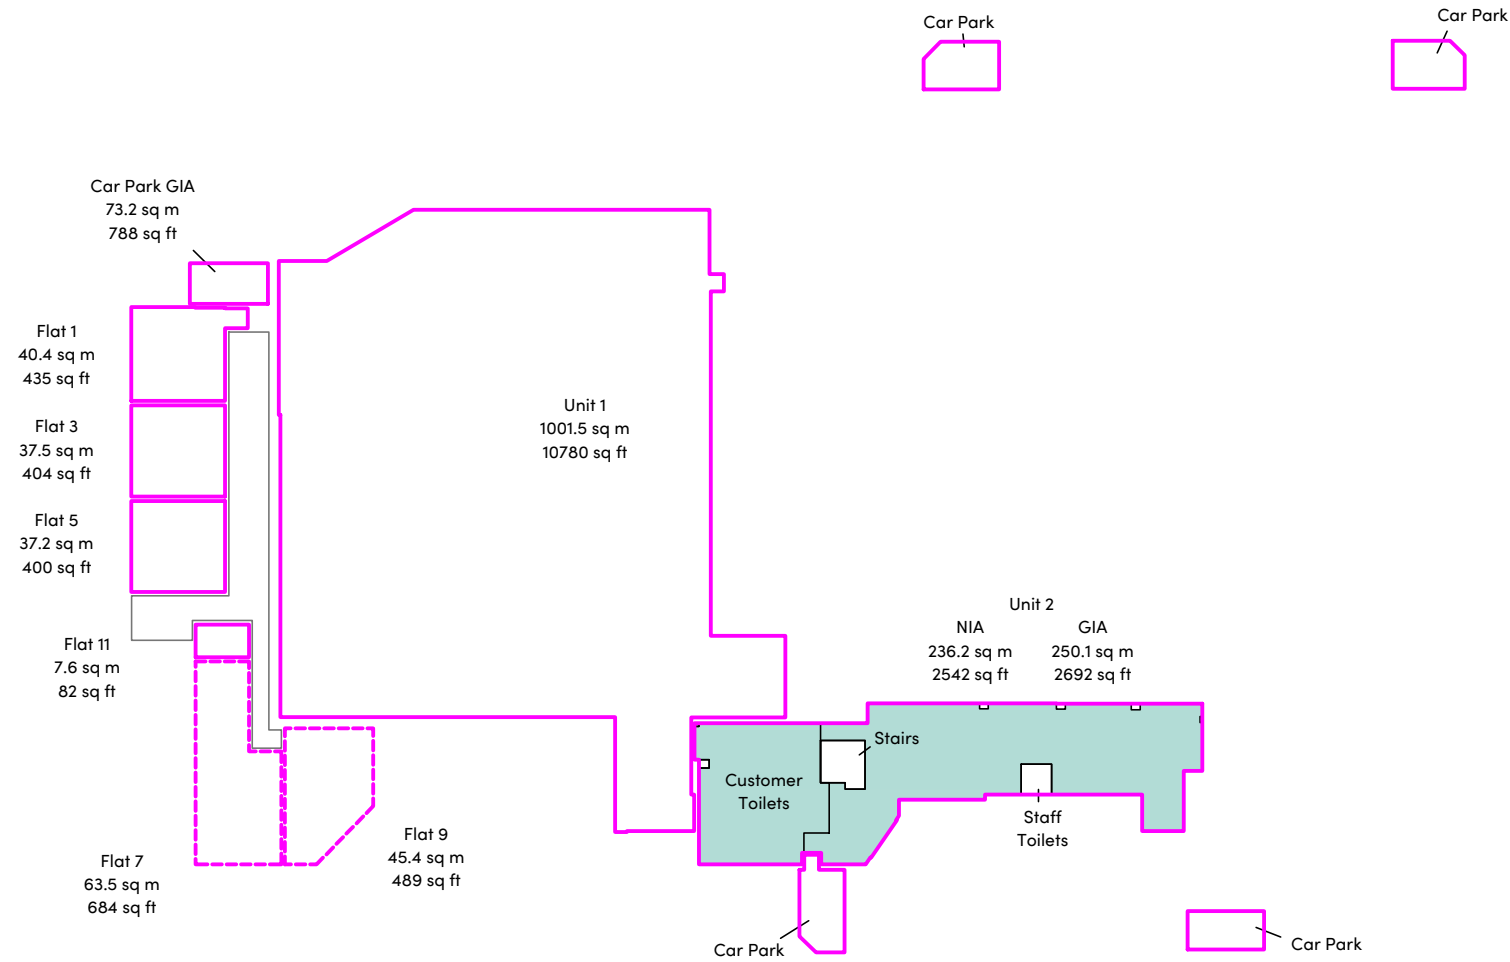 Car Park
Car Park
Car Park GIA
73.2 sq m
788 sq ft
Flat 1
40.4 sq m
435 sq ft
Flat 3
37.5 sq m
404 sq ft
Flat 5
37.2 sq m
400 sq ft
Unit 1
1001.5 sq m
10780 sq ft
Flat 11
7.6 sq m
82 sq ft
Unit 2
NIA
236.2 sq m
2542 sq ft
GIA
250.1 sq m
2692 sq ft
Stairs
Customer
Toilets
Staff
Toilets
Flat 7
63.5 sq m
684 sq ft
Flat 9
45.4 sq m
489 sq ft
Car Park
Car Park